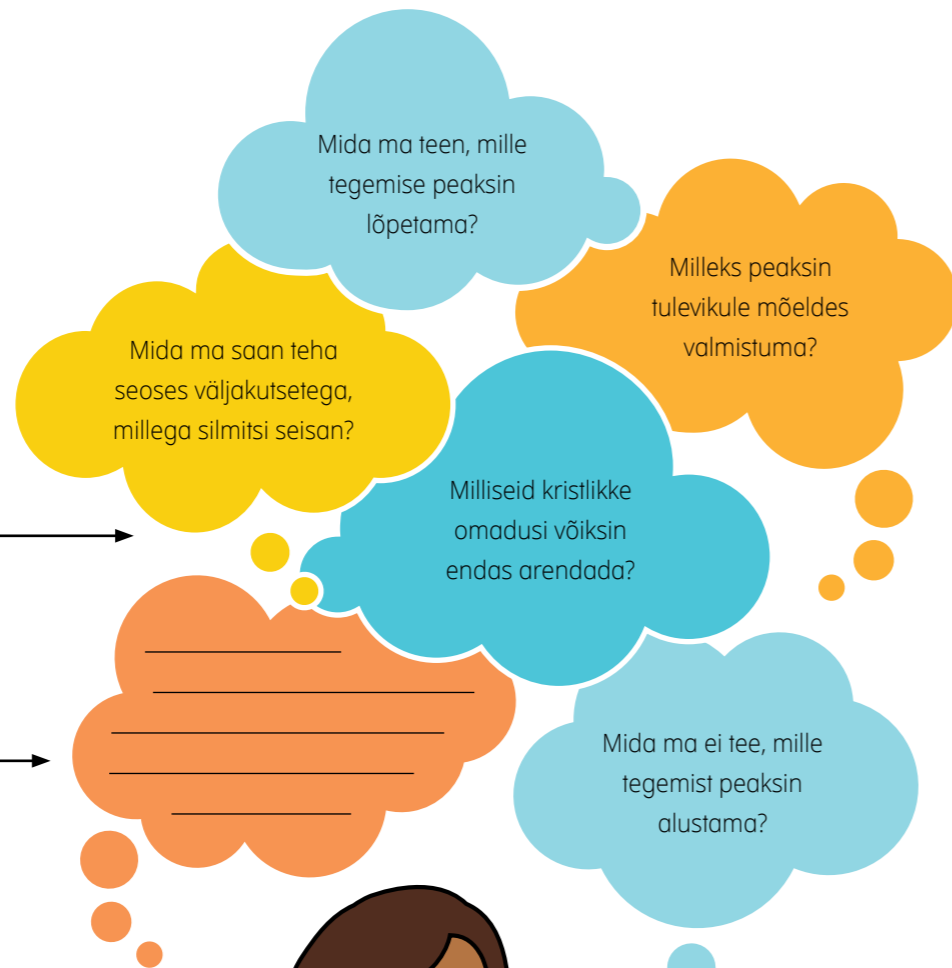 Mida ma teen, mille
tegemise peaksin
lõpetama?
Milleks peaksin
tulevikule mõeldes
valmistuma?
Mida ma saan teha
seoses väljakutsetega,
millega silmitsi seisan?
Milliseid kristlikke
omadusi võiksin
endas arendada?
Mida ma ei tee, mille
tegemist peaksin
alustama?